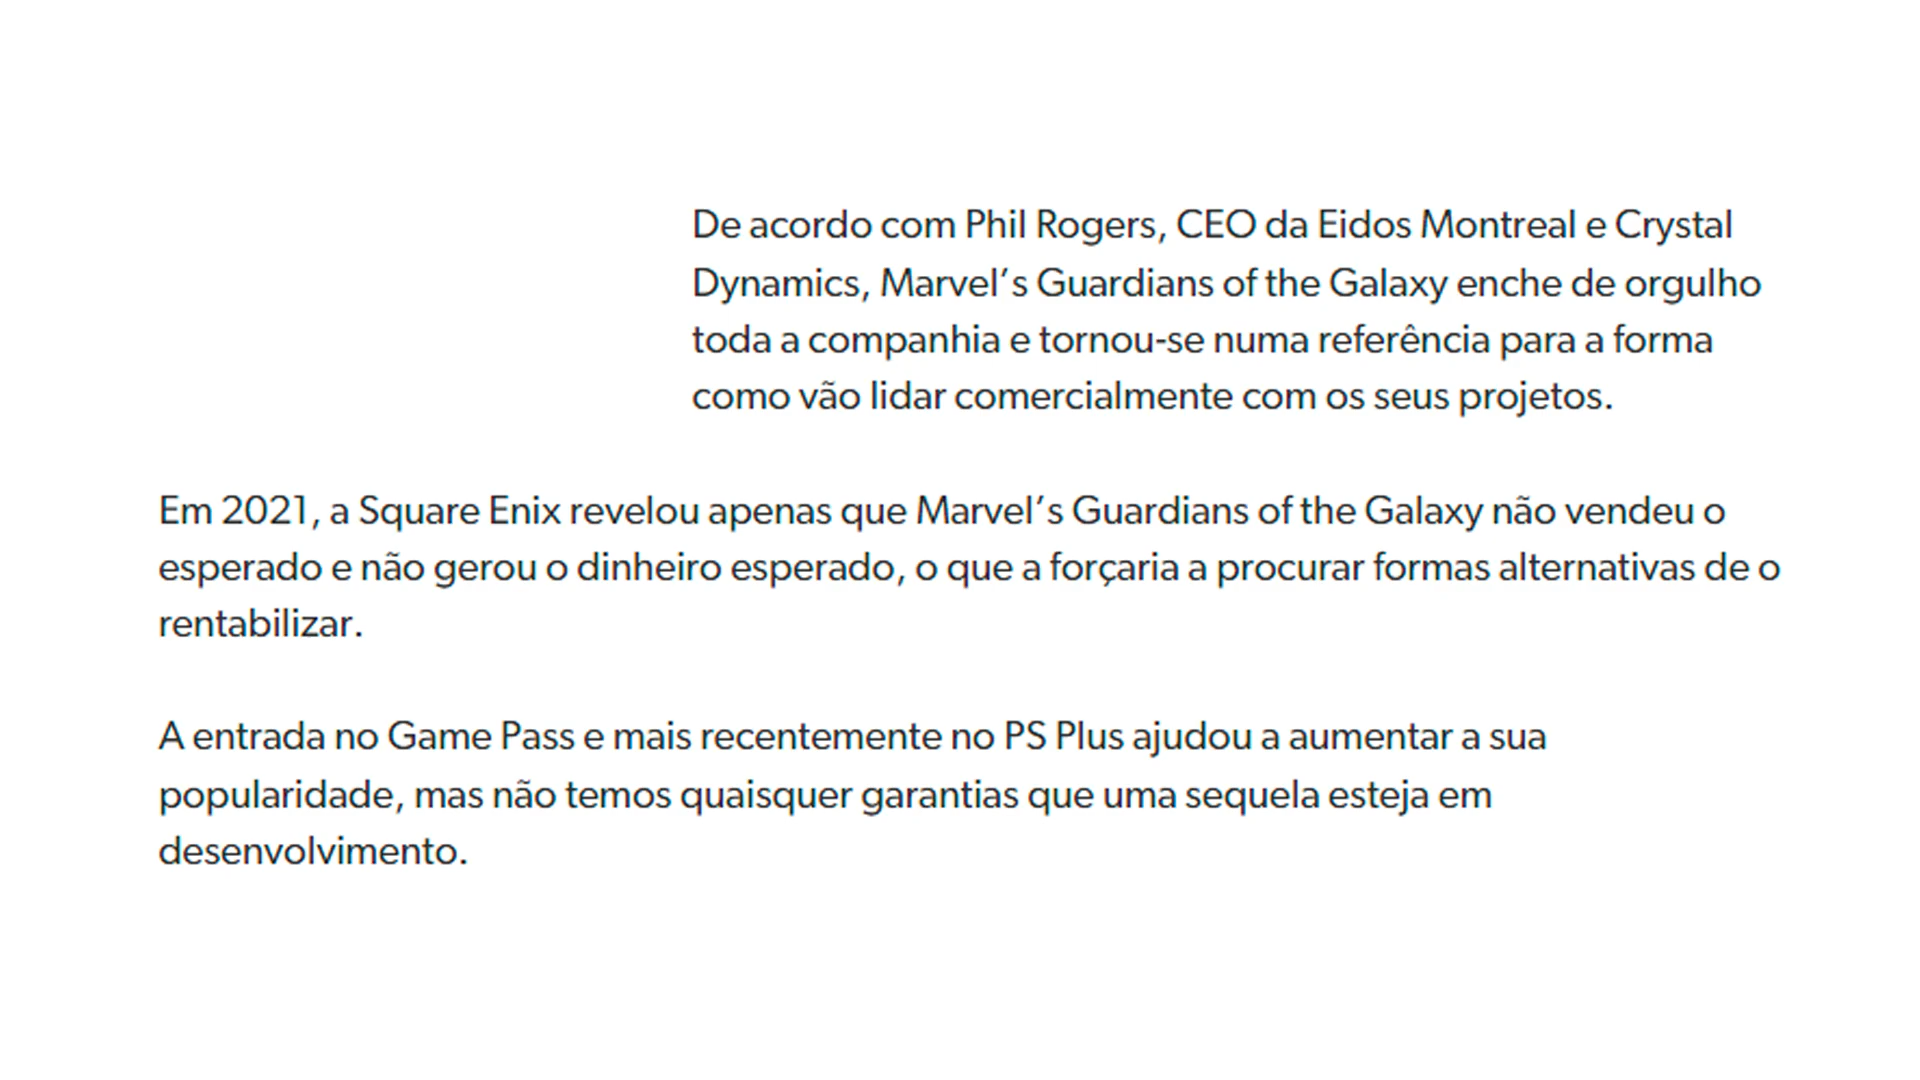 De acordo com Phil Rogers, CEO da Eidos Montreal e Crystal
Dynamics, Marvel’s Guardians of the Galaxy enche de orgulho
toda a companhia e tornou-se numa referência para a forma
como vão lidar comercialmente com os seus projetos.
Em 2021, a Square Enix revelou apenas que Marvel’s Guardians of the Galaxy não vendeu o
esperado e não gerou o dinheiro esperado, o que a forçaria a procurar formas alternativas de o
rentabilizar.
A entrada no Game Pass e mais recentemente no PS Plus ajudou a aumentar a sua
popularidade, mas não temos quaisquer garantias que uma sequela esteja em
desenvolvimento.